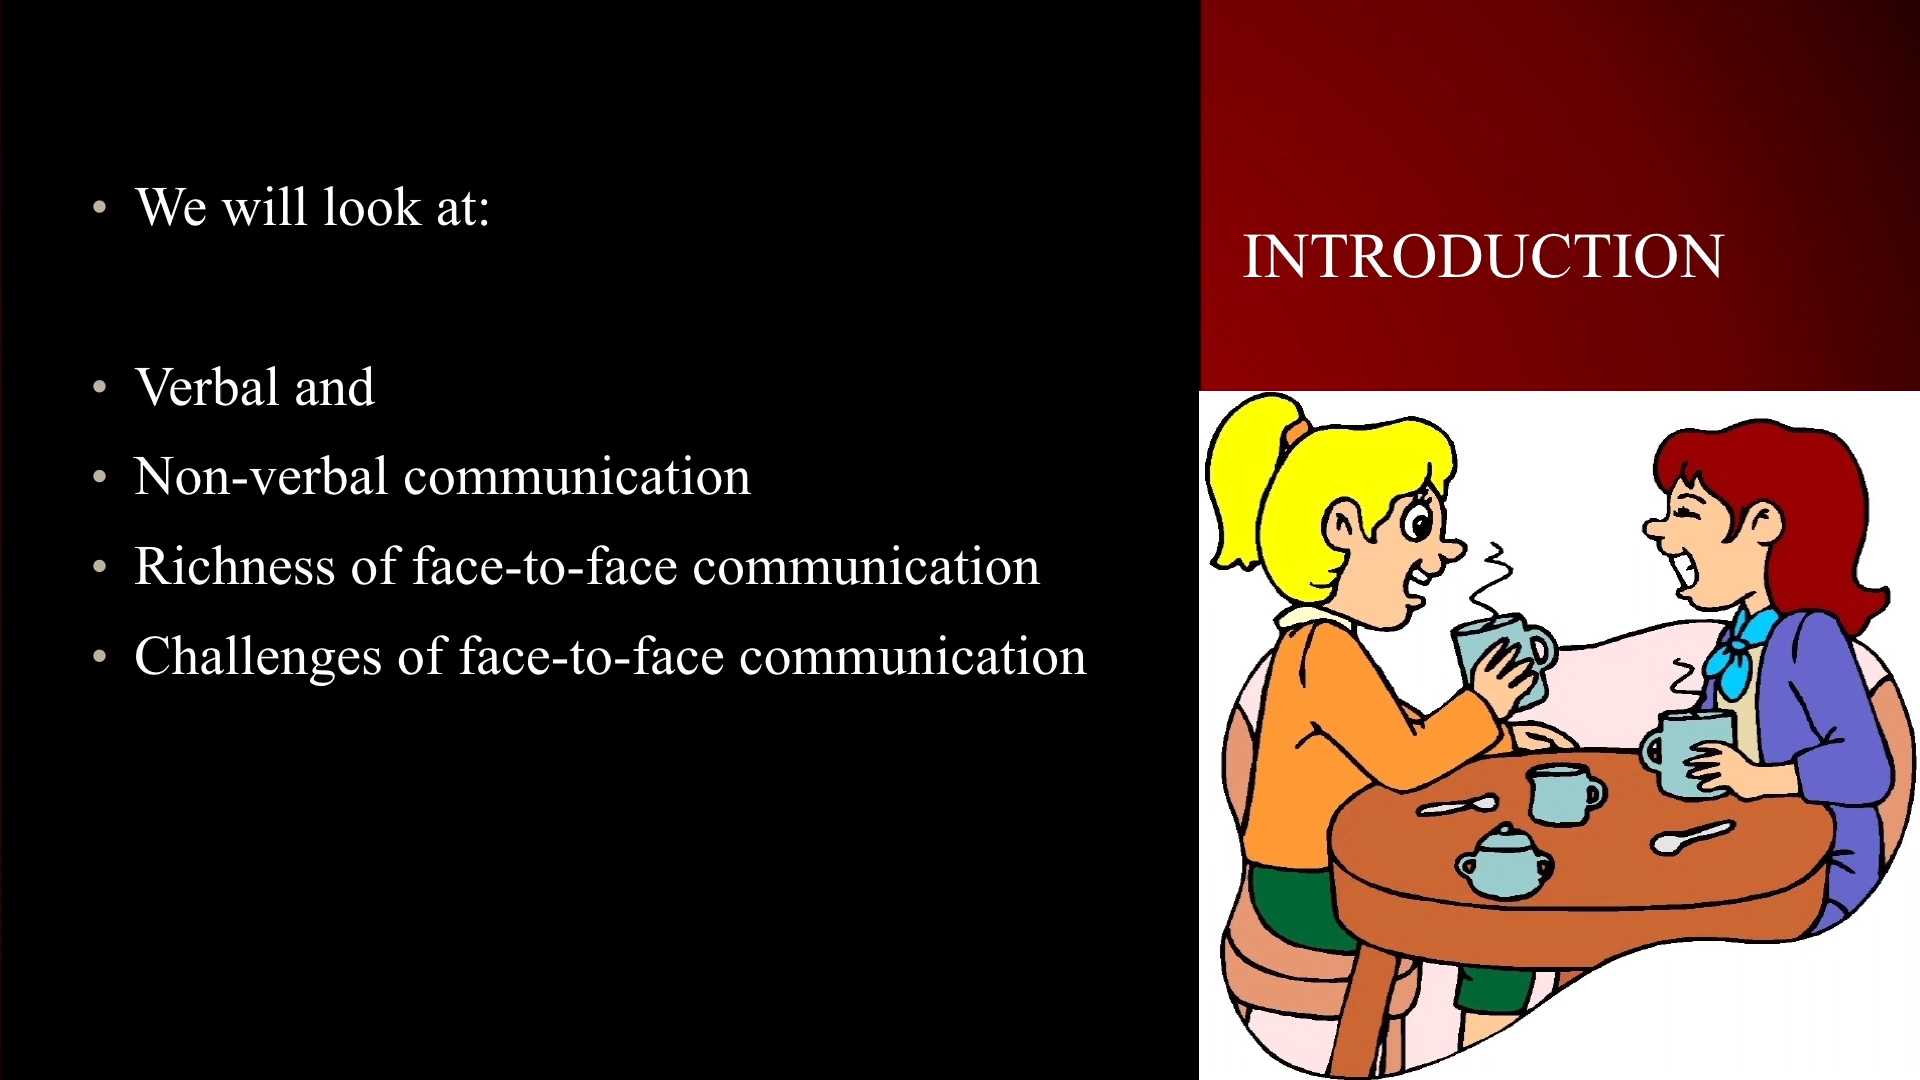 INTRODUCTION
• We will look at:
• Verbal and
• Non-verbal communication
• Richness of face-to-face communication
• Challenges of face-to-face communication